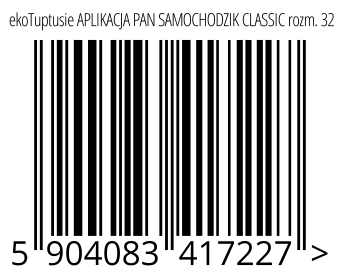 ekoTuptusie APLIKACJA PAN SAMOCHODZIK CLASSIC rozm. 32
5 904083 417227 >